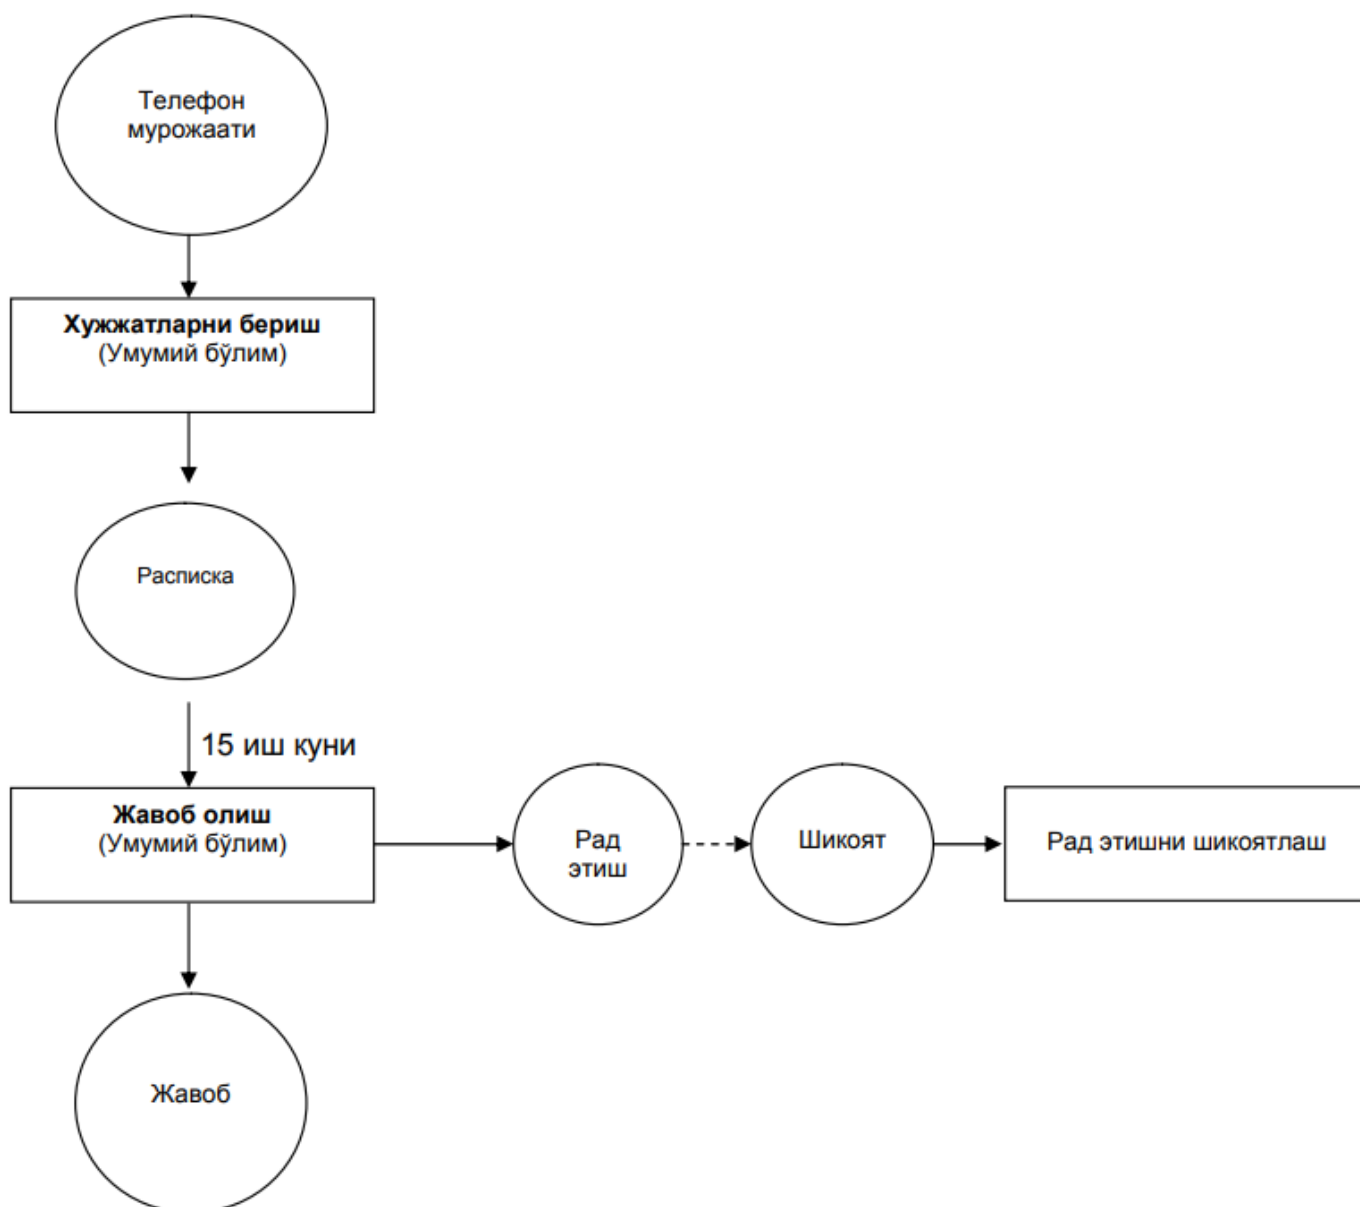 Телефон
мурожаати
Хужжатларни бериш
(Умумий бўлим)
Расписка
15 иш куни
Жавоб олиш
(Умумий бўлим)
Рад
этиш
Шикоят
Рад этишни шикоятлаш
Жавоб